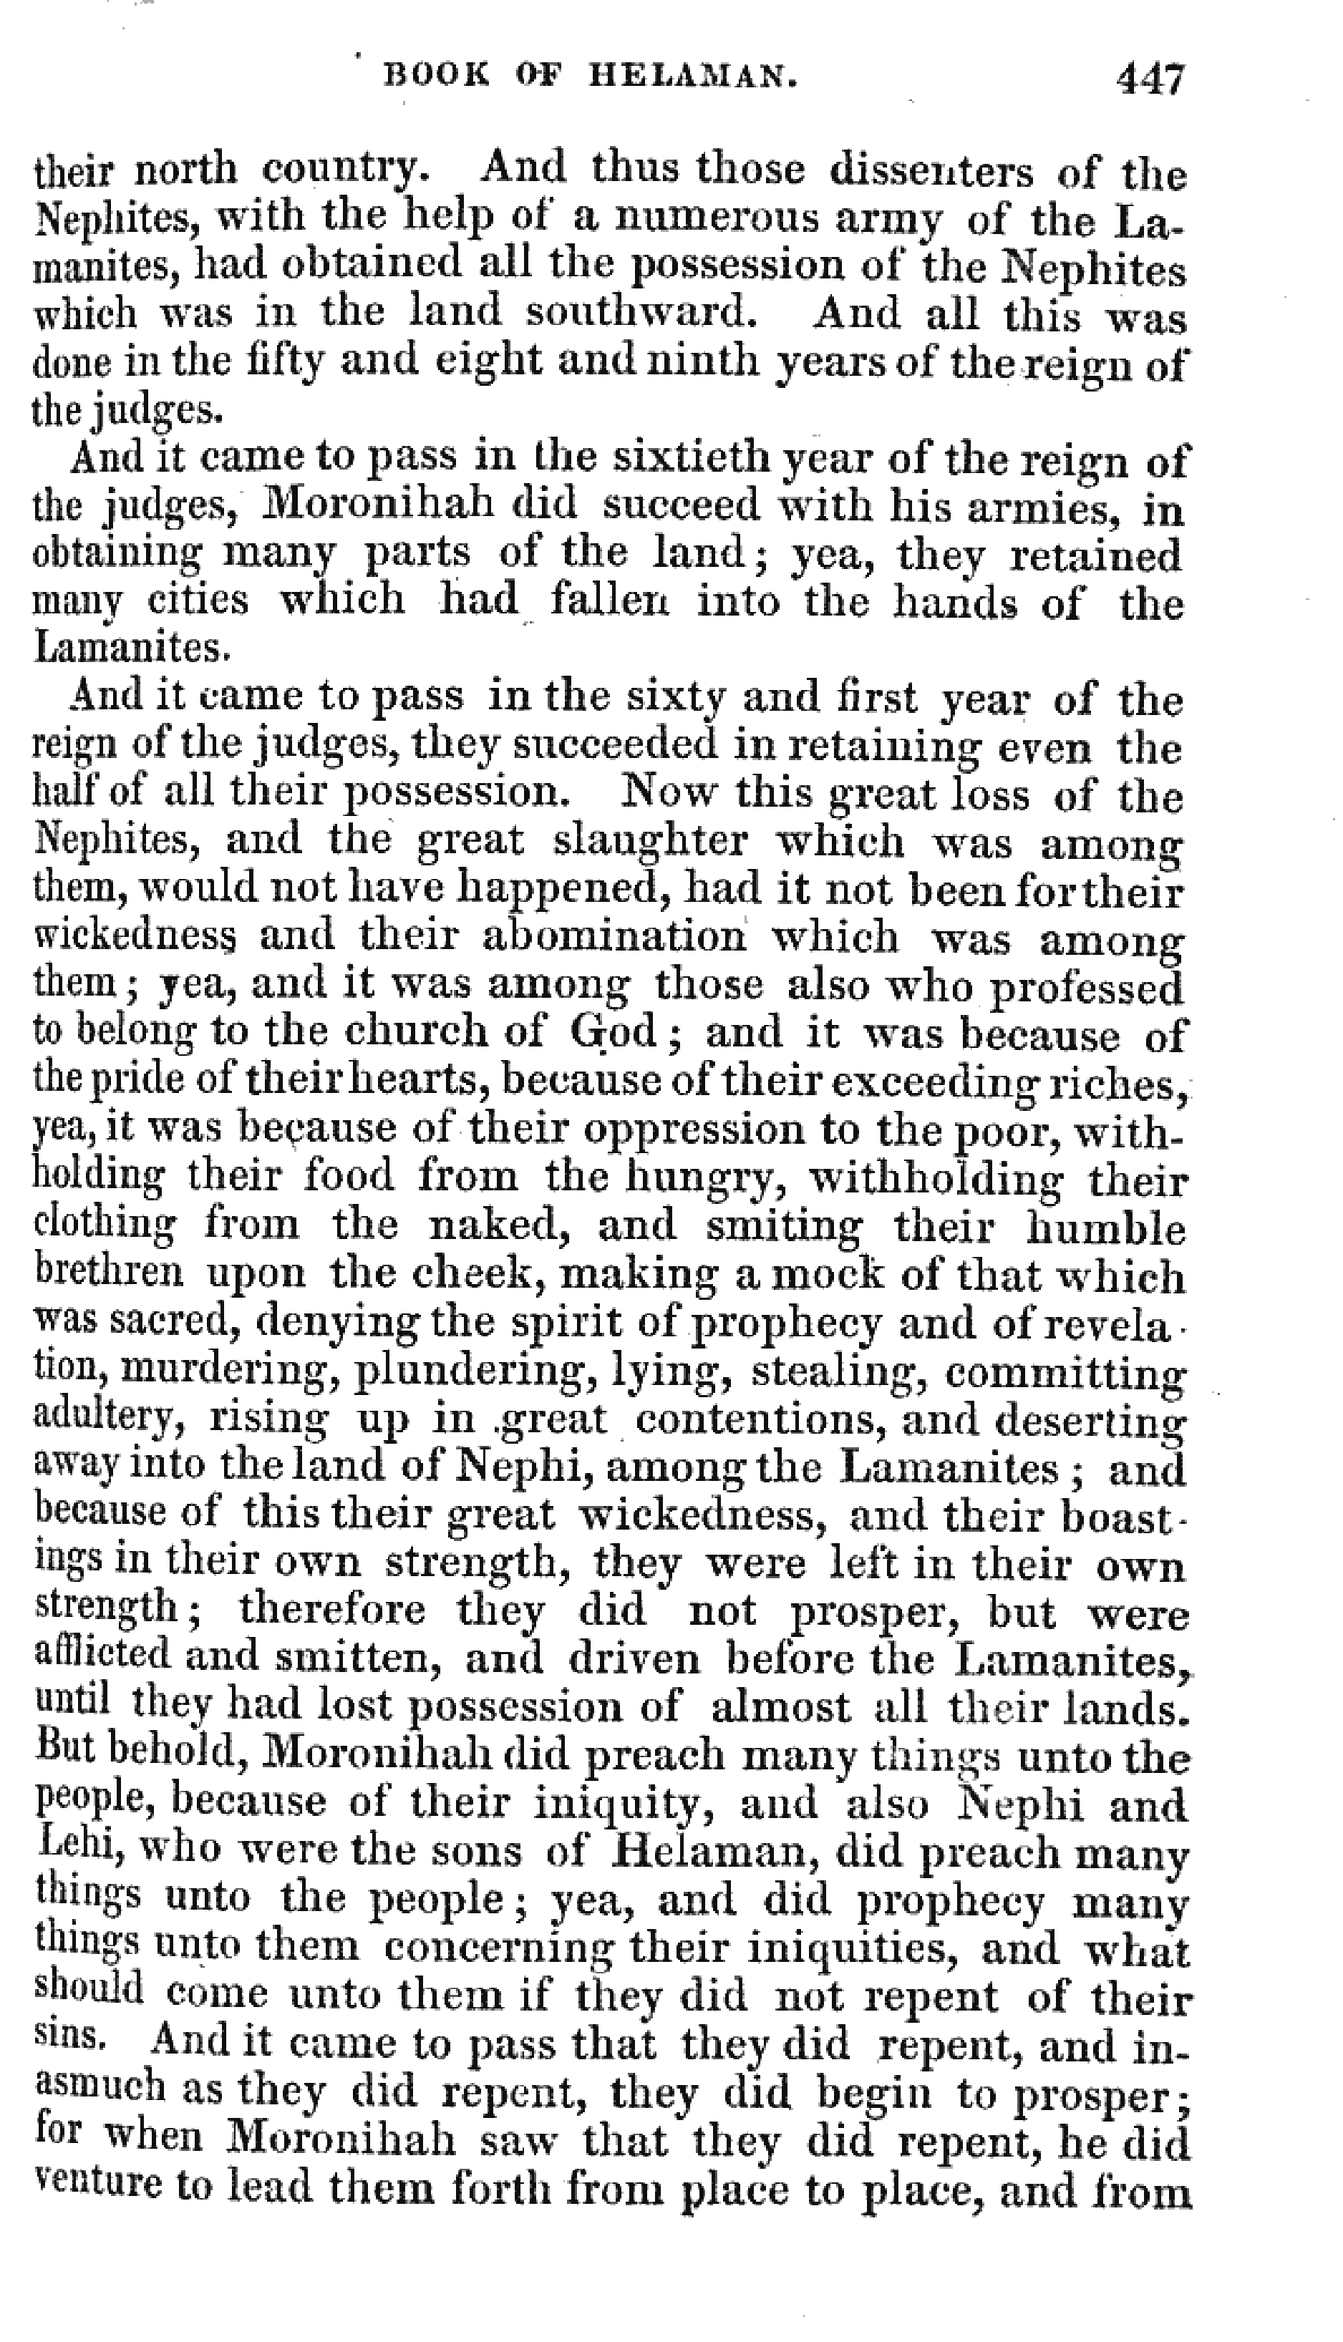 BOOK OF HELAMAN. 447
their north country. And thus those dissenters of the
Nephites, with the help of a numerous army of the La-
manites, had obtained all the possession of the Nephites
which was in the land southward. And all this was
done in the fifty and eight and ninth years of the reign of
the judges.
And it came to pass in the sixtieth year of the reign of
the judges, Moronihah did succeed with his armies, in
obtaining many parts of the land; yea, they retained
many cities which had fallen into the hands of the
Lamanites.
And it came to pass in the sixty and first year of the
reign of the judges, they succeeded in retaining even the
half of all their possession. Now this great loss of the
Nephites, and the great slaughter which was among
them, would not have happened, had it not been for their
wickedness and their abomination which was among
them; yea, and it was among those also who professed
to belong to the church of God; and it was because of
the pride of their hearts, because of their exceeding riches,
yea, it was because of their oppression to the poor, with-
holding their food from the hungry, withholding their
clothing from the naked, and smiting their humble
brethren upon the cheek, making a mock of that which
was sacred, denying the spirit of prophecy and of revela-
tion, murdering, plundering, lying, stealing, committing
adultery, rising up in great contentions, and deserting
away into the land of Nephi, among the Lamanites; and
because of this their great wickedness, and their boast-
ings in their own strength, they were left in their own
strength; therefore they did not prosper, but were
afflicted and smitten, and driven before the Lamanites,
until they had lost possession of almost all their lands.
But behold, Moronihah did preach many things unto the
people, because of their iniquity, and also Nephi and
Lehi, who were the sons of Helaman, did preach many
things unto the people; yea, and did prophecy many
things unto them concerning their iniquities, and what
should come unto them if they did not repent of their
sins. And it came to pass that they did repent, and in-
asmuch as they did repent, they did begin to prosper;
for when Moronihah saw that they did repent, he did
venture to lead them forth from place to place, and from